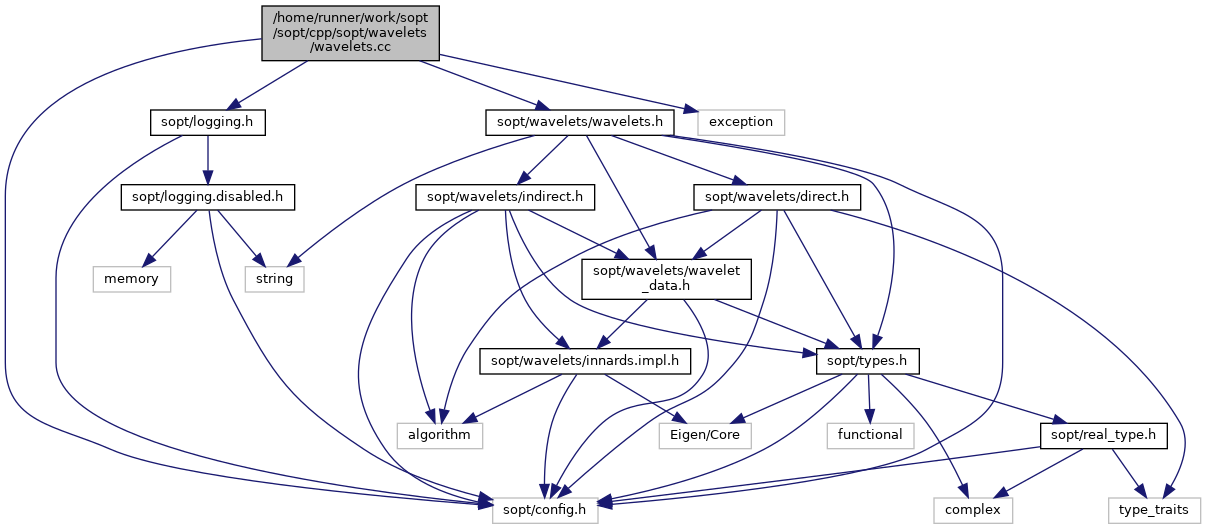 /home/runner/work/sopt
/sopt/cpp/sopt/wavelets
/wavelets.cc
sopt/logging.h
sopt/wavelets/wavelets.h
exception
sopt/logging.disabled.h
sopt/wavelets/indirect.h
sopt/wavelets/direct.h
memory
string
sopt/wavelets/wavelet
_data.h
sopt/wavelets/innards.impl.h
sopt/types.h
algorithm
Eigen/Core
functional
sopt/real_type.h
sopt/config.h
complex
type_traits